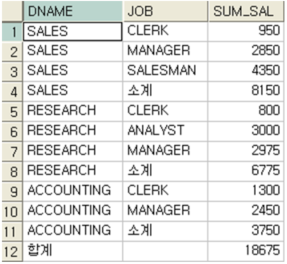 DNAME JOB SUM_SAL
1 SALES CLERK 950
2 SALES MANAGER 2850
3 SALES SALESMAN 4350
4 SALES 소계 8150
5 RESEARCH CLERK 800
6 RESEARCH ANALYST 3000
7 RESEARCH MANAGER 2975
8 RESEARCH 소계 6775
9 ACCOUNTING CLERK 1300
10 ACCOUNTING MANAGER 2450
11 ACCOUNTING 소계 3750
12 합계 18675